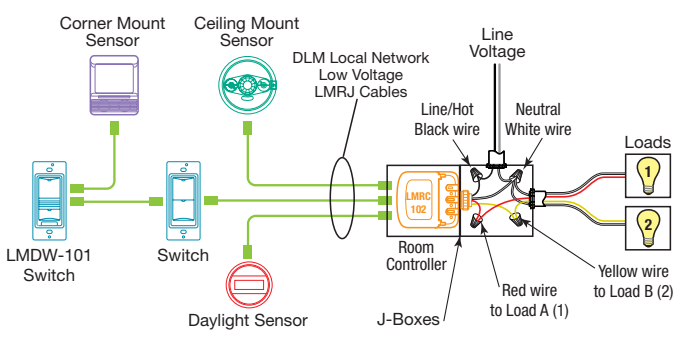 Corner Mount
Sensor
Ceiling Mount
Sensor
DLM Local Network
Low Voltage
LMRJ Cables
Line
Voltage
Line/Hot
Black wire
Neutral
White wire
Loads
1
2
LMRC
102
LMDW-101
Switch
Switch
Daylight Sensor
Room
Controller
J-Boxes
Red wire
to Load A (1)
Yellow wire
to Load B (2)